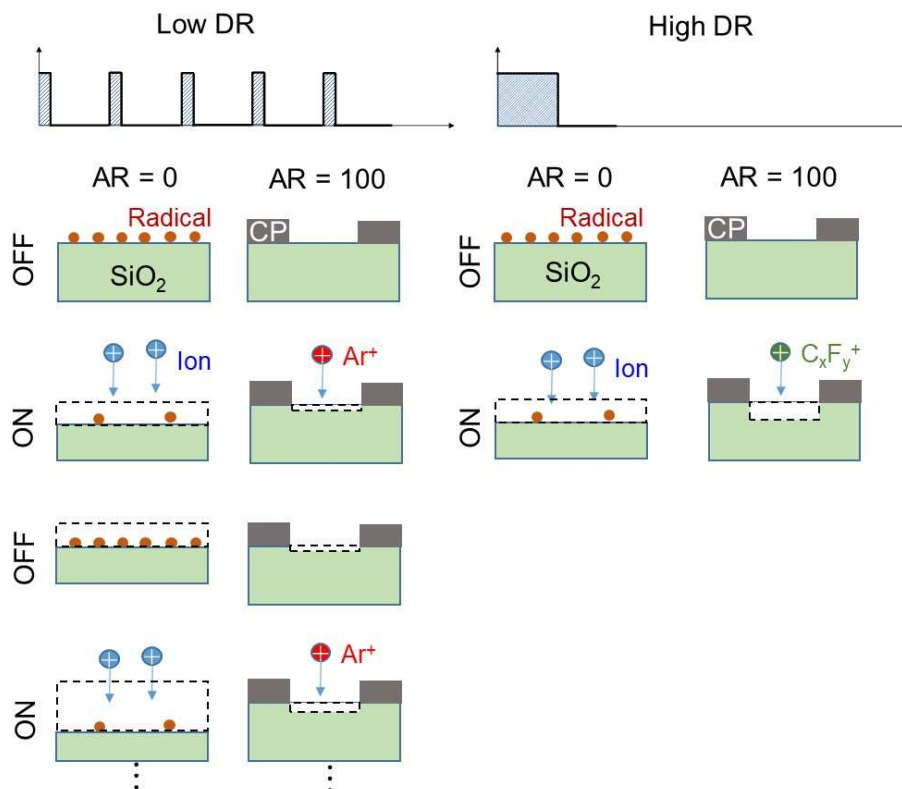 Low DR
High DR
AR = 0
AR = 100
AR = 0
AR = 100
OFF
Radical
SiO₂
CP
Radical
SiO₂
CP
ON
Ion
Ar⁺
Ion
CₓFᵧ⁺
OFF
ON
Ar⁺